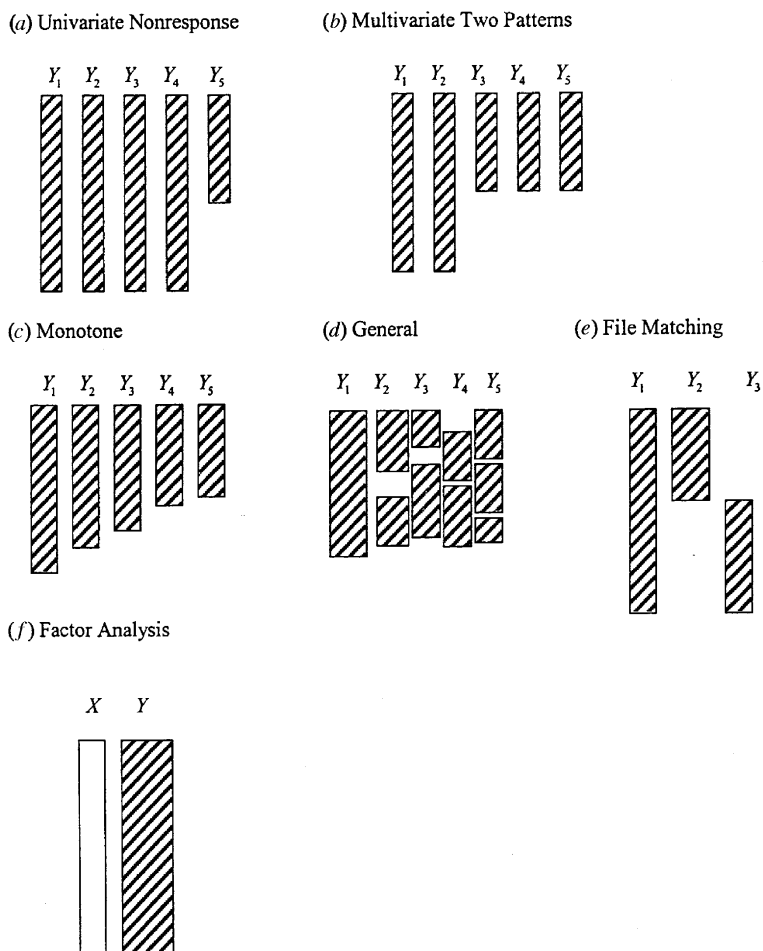 (a) Univariate Nonresponse
(b) Multivariate Two Patterns
Y₁ Y₂ Y₃ Y₄ Y₅
Y₁ Y₂ Y₃ Y₄ Y₅
(c) Monotone
(d) General
(e) File Matching
Y₁ Y₂ Y₃ Y₄ Y₅
Y₁ Y₂ Y₃ Y₄ Y₅
Y₁ Y₂ Y₃
(f) Factor Analysis
X Y